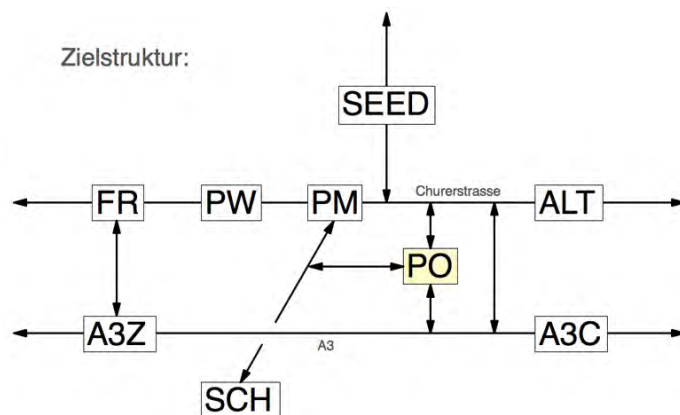 Zielstruktur:
SEED
Churerstrasse
FR PW PM ALT
PO
A3Z A3C
A3
SCH